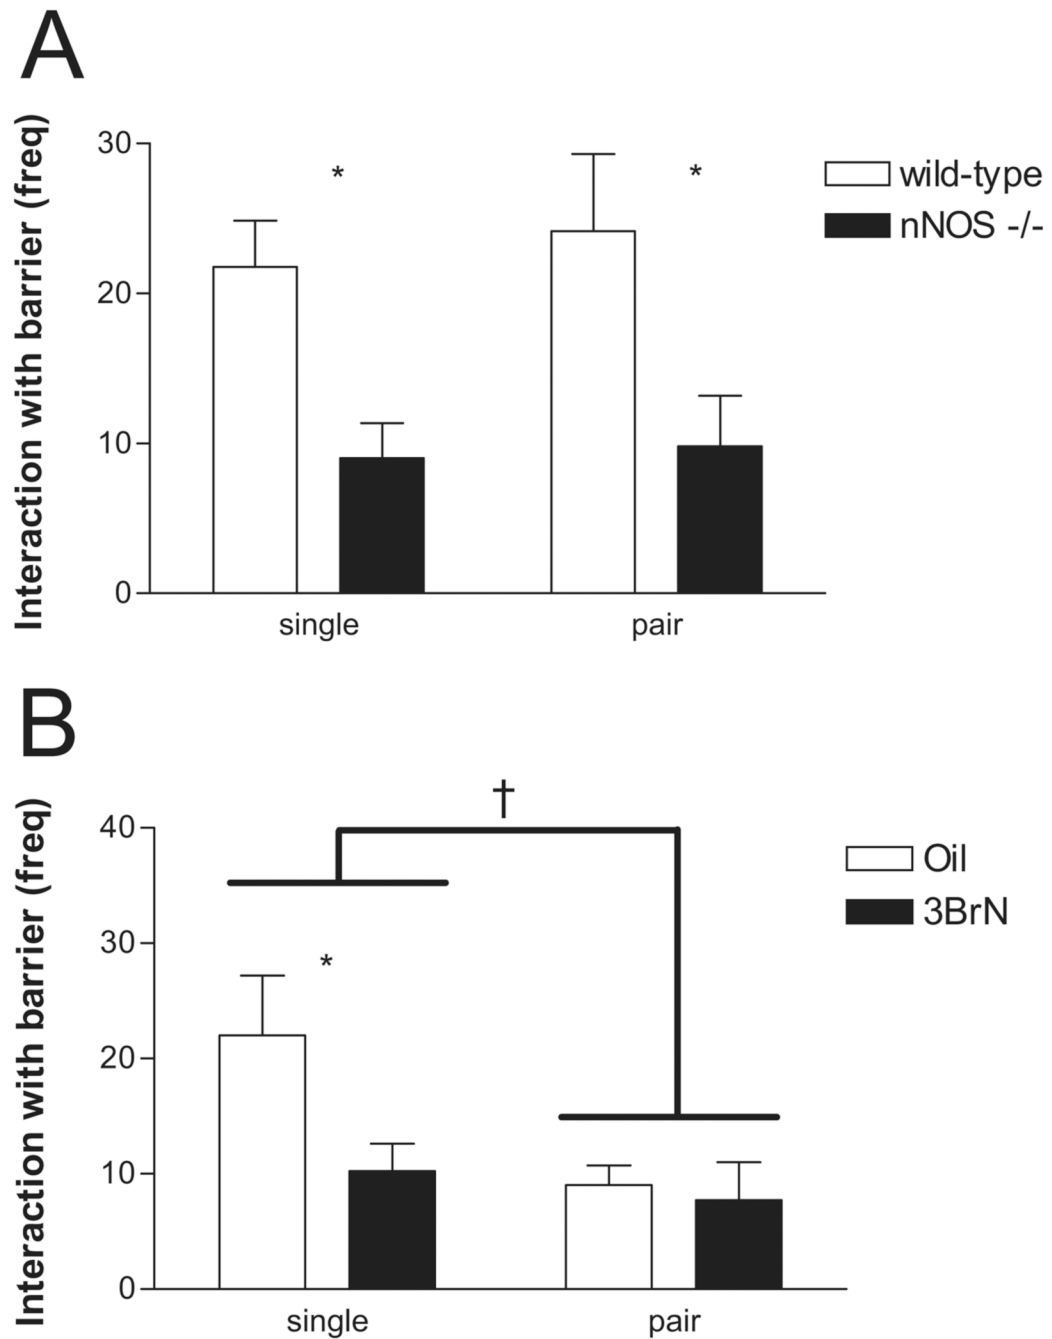 A
Interaction with barrier (freq)
30
20
10
0
*
*
single
pair
wild-type
nNOS -/-
B
Interaction with barrier (freq)
40
30
20
10
0
†
*
single
pair
Oil
3BrN